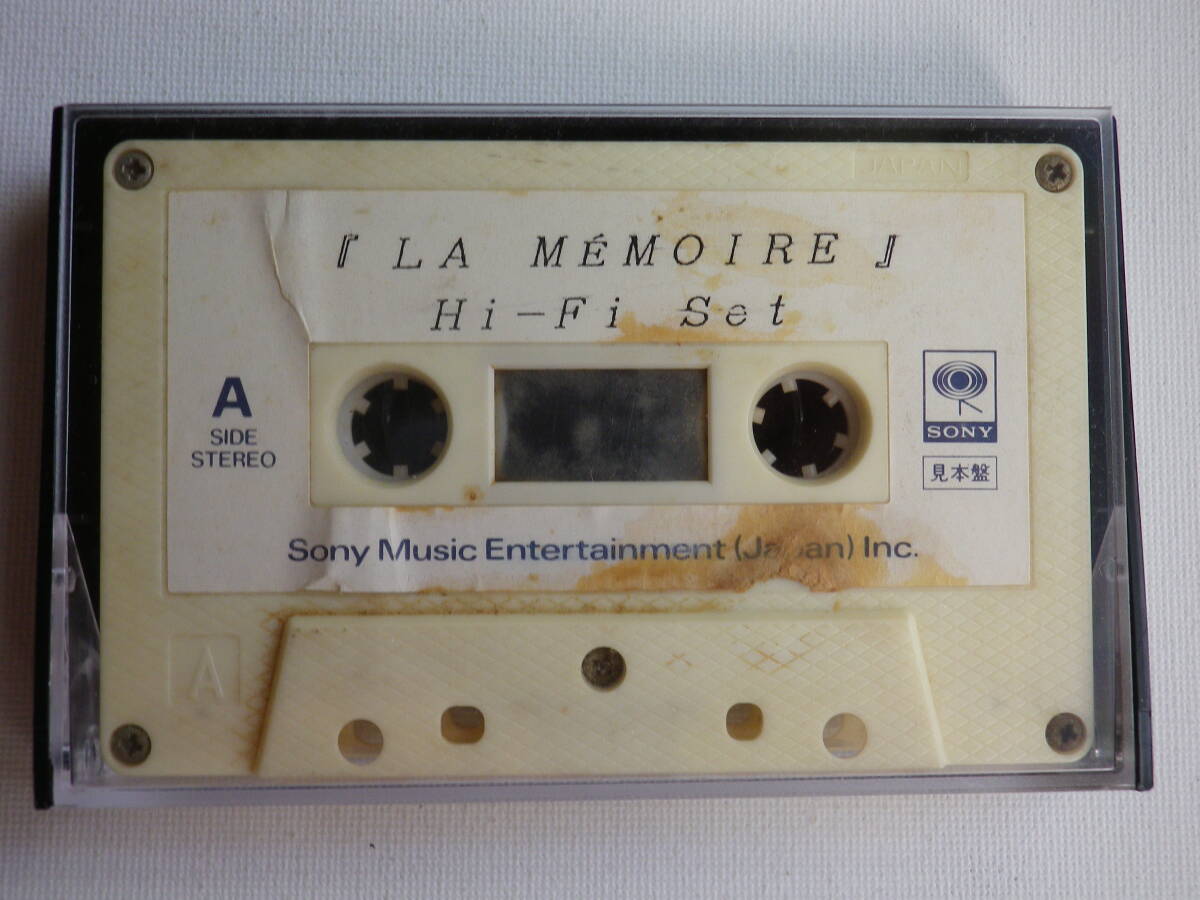 JAPAN
『 LA MÉMOIRE 』
Hi-Fi Set
A
SIDE
STEREO
SONY
見本盤
Sony Music Entertainment (Japan) Inc.
A